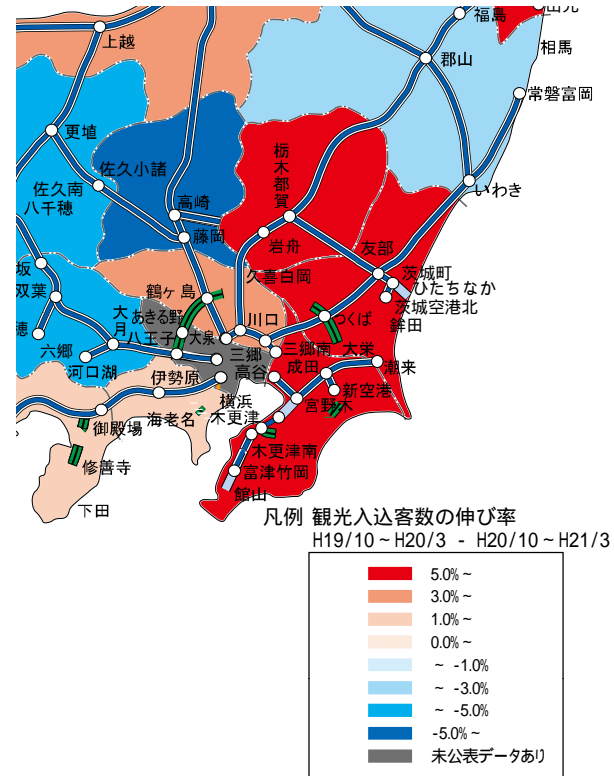 福島
山元
上越
相馬
郡山
常磐富岡
更埴
栃木都賀
佐久小諸
佐久南
八千穂
いわき
高崎
藤岡
岩舟
友部
久喜白岡
茨城町
ひたちなか
坂
双葉
鶴ヶ島
茨城空港北
鉾田
大月
あきる野
川口
つくば
穂
八王子
大泉
六郷
三郷
三郷南
大栄
河口湖
高谷
成田
潮来
伊勢原
新空港
横浜
宮野木
海老名
木更津
御殿場
木更津南
修善寺
富津竹岡
館山
下田
凡例 観光入込客数の伸び率
H19/10～H20/3 - H20/10～H21/3
5.0%～
3.0%～
1.0%～
0.0%～
～ -1.0%
～ -3.0%
～ -5.0%
-5.0%～
未公表データあり